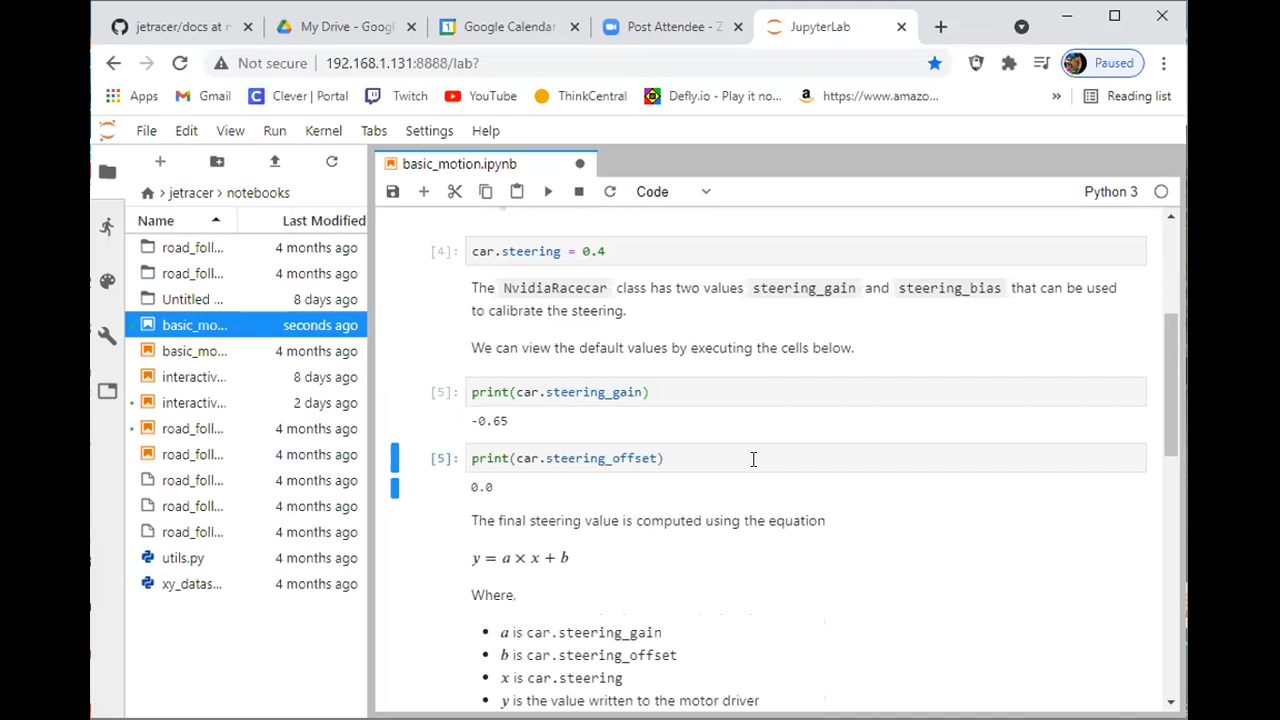 jetracer/docs at m
My Drive - Googl
Google Calendar
Post Attendee - Z
JupyterLab
Not secure 192.168.1.131:8888/lab?
Paused
Apps Gmail Clever | Portal Twitch YouTube ThinkCentral Defly.io - Play it no... https://www.amazo... » Reading list
File Edit View Run Kernel Tabs Settings Help
basic_motion.ipynb
Code
Python 3
jetracer / notebooks
Name Last Modified
road_foll... 4 months ago
road_foll... 4 months ago
Untitled ... 8 days ago
basic_mo... seconds ago
basic_mo... 4 months ago
interactiv... 8 days ago
interactiv... 2 days ago
road_foll... 4 months ago
road_foll... 4 months ago
road_foll... 4 months ago
road_foll... 4 months ago
road_foll... 4 months ago
utils.py 4 months ago
xy_datas... 4 months ago
[4]: car.steering = 0.4
The NvidiaRacecar class has two values steering_gain and steering_bias that can be used
to calibrate the steering.
We can view the default values by executing the cells below.
[5]: print(car.steering_gain)
-0.65
[5]: print(car.steering_offset)
0.0
The final steering value is computed using the equation
y = a × x + b
Where,
• a is car.steering_gain
• b is car.steering_offset
• x is car.steering
• y is the value written to the motor driver